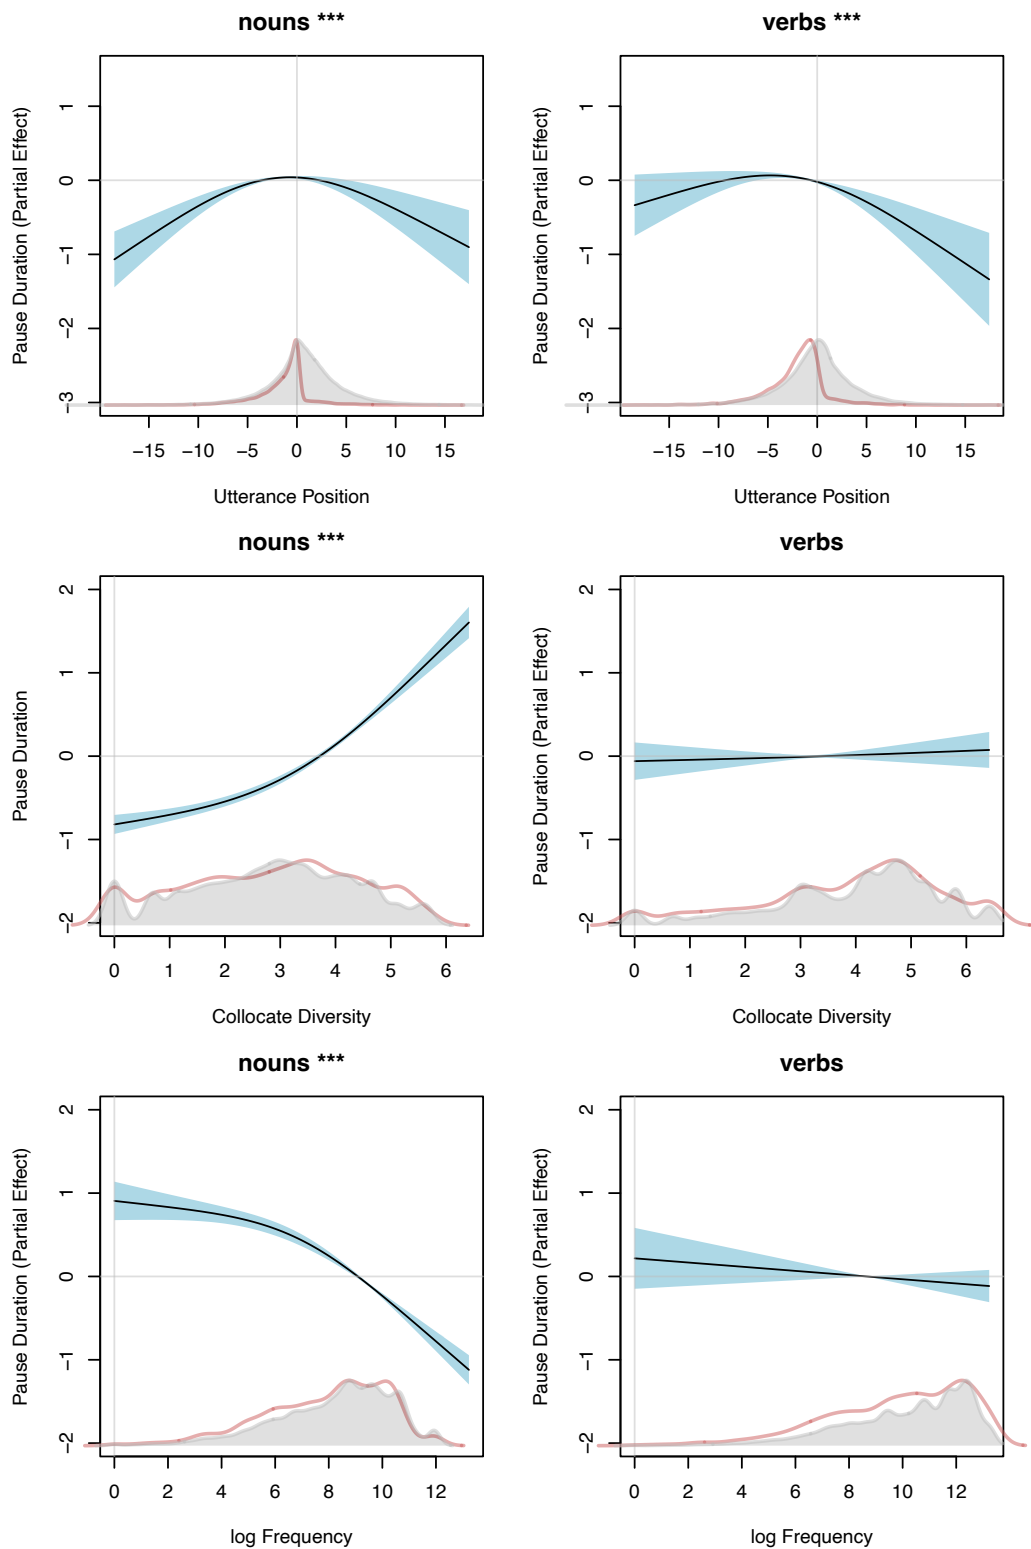 nouns ***
Pause Duration (Partial Effect)
1
0
−1
−2
−3
−15 −10 −5 0 5 10 15
Utterance Position
verbs ***
Pause Duration (Partial Effect)
1
0
−1
−2
−3
−15 −10 −5 0 5 10 15
Utterance Position
nouns ***
Pause Duration
2
1
0
−1
−2
0 1 2 3 4 5 6
Collocate Diversity
verbs
Pause Duration (Partial Effect)
2
1
0
−1
−2
0 1 2 3 4 5 6
Collocate Diversity
nouns ***
Pause Duration (Partial Effect)
2
1
0
−1
−2
0 2 4 6 8 10 12
log Frequency
verbs
Pause Duration (Partial Effect)
2
1
0
−1
−2
0 2 4 6 8 10 12
log Frequency